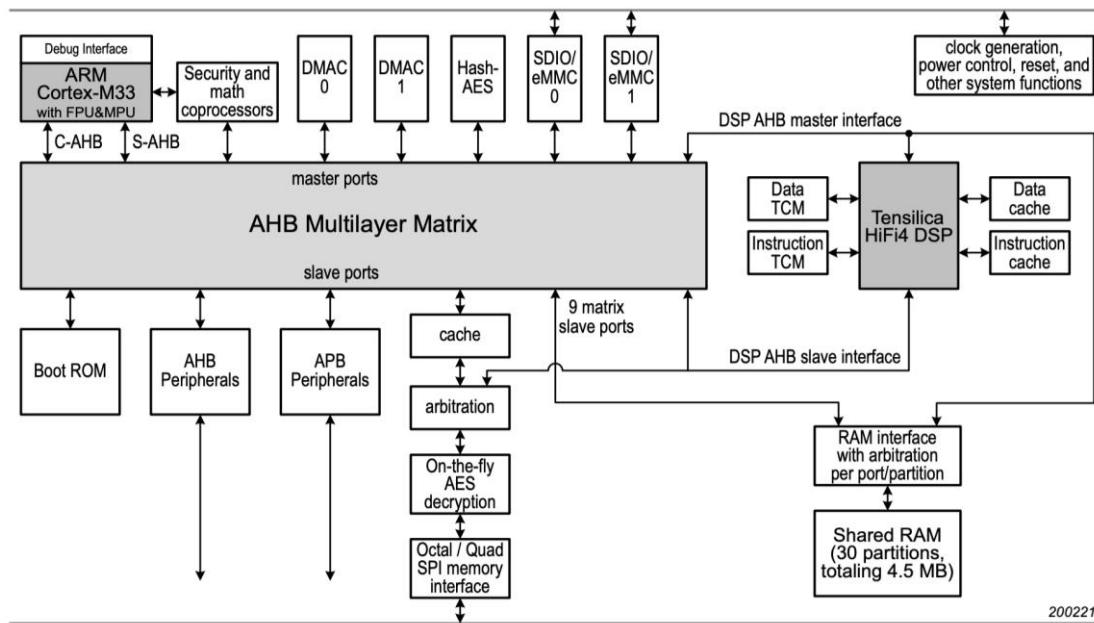 Debug Interface
ARM
Cortex-M33
with FPU&MPU
Security and
math
coprocessors
DMAC
0
DMAC
1
Hash-
AES
SDIO/
eMMC
0
SDIO/
eMMC
1
clock generation,
power control, reset, and
other system functions
C-AHB
S-AHB
DSP AHB master interface
master ports
AHB Multilayer Matrix
slave ports
Data
TCM
Instruction
TCM
Tensilica
HiFi4 DSP
Data
cache
Instruction
cache
9 matrix
slave ports
DSP AHB slave interface
Boot ROM
AHB
Peripherals
APB
Peripherals
cache
arbitration
On-the-fly
AES
decryption
Octal / Quad
SPI memory
interface
RAM interface
with arbitration
per port/partition
Shared RAM
(30 partitions,
totaling 4.5 MB)
200221